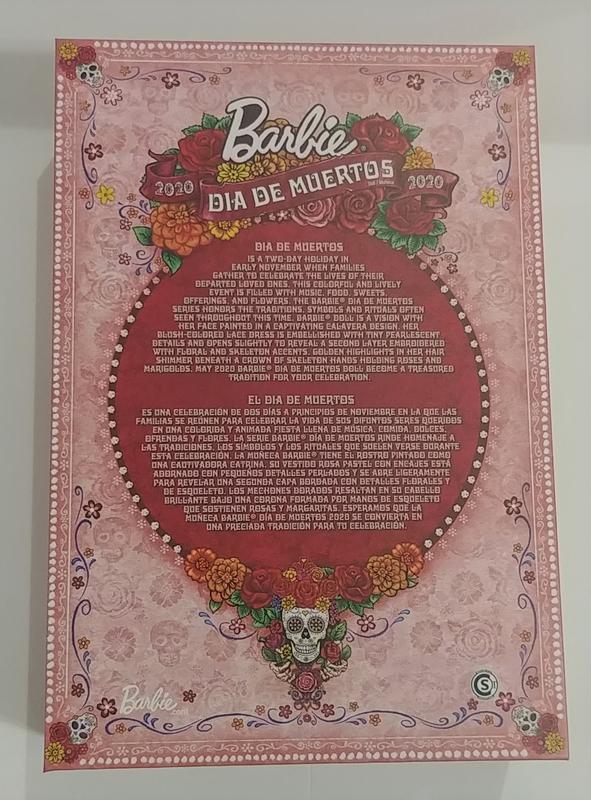 Barbie®
2020 DIA DE MUERTOS 2020
Doll / Muñeca
DIA DE MUERTOS
IS A TWO-DAY HOLIDAY IN
EARLY NOVEMBER WHEN FAMILIES
GATHER TO CELEBRATE THE LIVES OF THEIR
DEPARTED LOVED ONES. THIS COLORFUL AND LIVELY
EVENT IS FILLED WITH MUSIC, FOOD, SWEETS,
OFFERINGS, AND FLOWERS. THE BARBIE® DIA DE MUERTOS
SERIES HONORS THE TRADITIONS, SYMBOLS AND RITUALS OFTEN
SEEN THROUGHOUT THIS TIME. BARBIE® DOLL IS A VISION WITH
HER FACE PAINTED IN A CAPTIVATING CALAVERA DESIGN. HER
BLUSH-COLORED LACE DRESS IS EMBELLISHED WITH TINY PEARLESCENT
DETAILS AND OPENS SLIGHTLY TO REVEAL A SECOND LAYER EMBROIDERED
WITH FLORAL AND SKELETON ACCENTS. GOLDEN HIGHLIGHTS IN HER HAIR
SHIMMER BENEATH A CROWN OF SKELETON HANDS HOLDING ROSES AND
MARIGOLDS. MAY 2020 BARBIE® DIA DE MUERTOS DOLL BECOME A TREASURED
TRADITION FOR YOUR CELEBRATION.
EL DIA DE MUERTOS
ES UNA CELEBRACIÓN DE DOS DÍAS A PRINCIPIOS DE NOVIEMBRE EN LA QUE LAS
FAMILIAS SE REÚNEN PARA CELEBRAR LA VIDA DE SUS DIFUNTOS SERES QUERIDOS
EN UNA COLORIDA Y ANIMADA FIESTA LLENA DE MÚSICA, COMIDA, DULCES,
OFRENDAS Y FLORES. LA SERIE BARBIE® DÍA DE MUERTOS RINDE HOMENAJE A
LAS TRADICIONES, LOS SÍMBOLOS Y LOS RITUALES QUE SUELEN VERSE DURANTE
ESTA CELEBRACIÓN. LA MUÑECA BARBIE® TIENE EL ROSTRO PINTADO COMO
UNA CAUTIVADORA CATRINA. SU VESTIDO ROSA PASTEL CON ENCAJES ESTÁ
ADORNADO CON PEQUEÑOS DETALLES PERLADOS Y SE ABRE LIGERAMENTE
PARA REVELAR UNA SEGUNDA CAPA BORDADA CON DETALLES FLORALES Y
DE ESQUELETO. LOS MECHONES DORADOS RESALTAN EN SU CABELLO
BRILLANTE BAJO UNA CORONA FORMADA POR MANOS DE ESQUELETO
QUE SOSTIENEN ROSAS Y MARGARITAS. ESPERAMOS QUE LA
MUÑECA BARBIE® DÍA DE MUERTOS 2020 SE CONVIERTA EN
UNA PRECIADA TRADICIÓN PARA TU CELEBRACIÓN.
Barbie.com
S